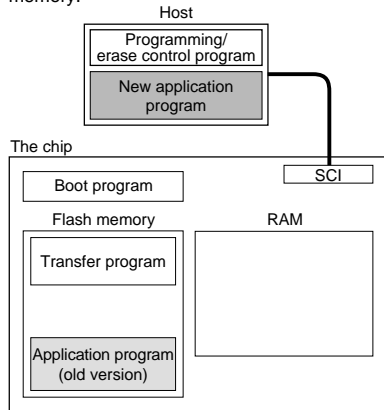 memory.
Host
Programming/
erase control program
New application
program
The chip
SCI
Boot program
Flash memory
RAM
Transfer program
Application program
(old version)